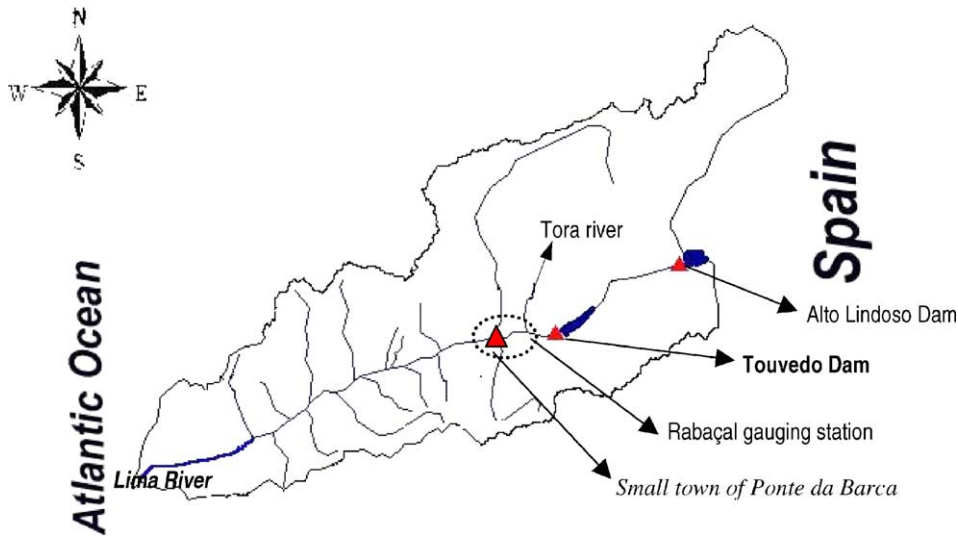 N
W
E
S
Atlantic Ocean
Spain
Tora river
Alto Lindoso Dam
Touvedo Dam
Rabaçal gauging station
Lima River
Small town of Ponte da Barca